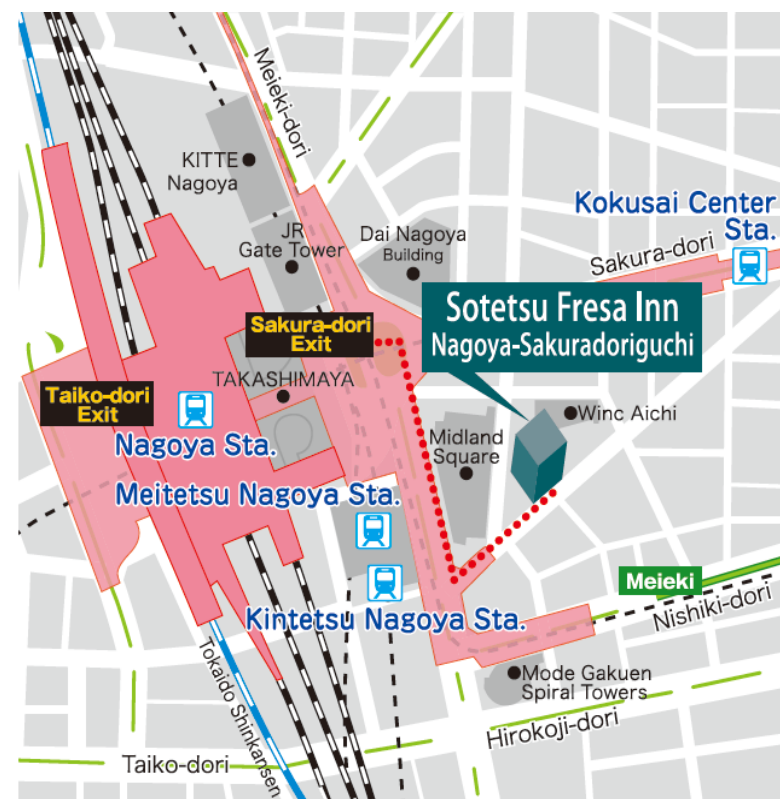 Meieki-dori
KITTE
Nagoya
JR
Gate Tower
Dai Nagoya
Building
Kokusai Center
Sta.
Sakura-dori
Sotetsu Fresa Inn
Nagoya-Sakuradoriguchi
Sakura-dori
Exit
TAKASHIMAYA
Taiko-dori
Exit
Nagoya Sta.
Winc Aichi
Midland
Square
Meitetsu Nagoya Sta.
Kintetsu Nagoya Sta.
Meieki
Nishiki-dori
Mode Gakuen
Spiral Towers
Hirokoji-dori
Tokaido Shinkansen
Taiko-dori